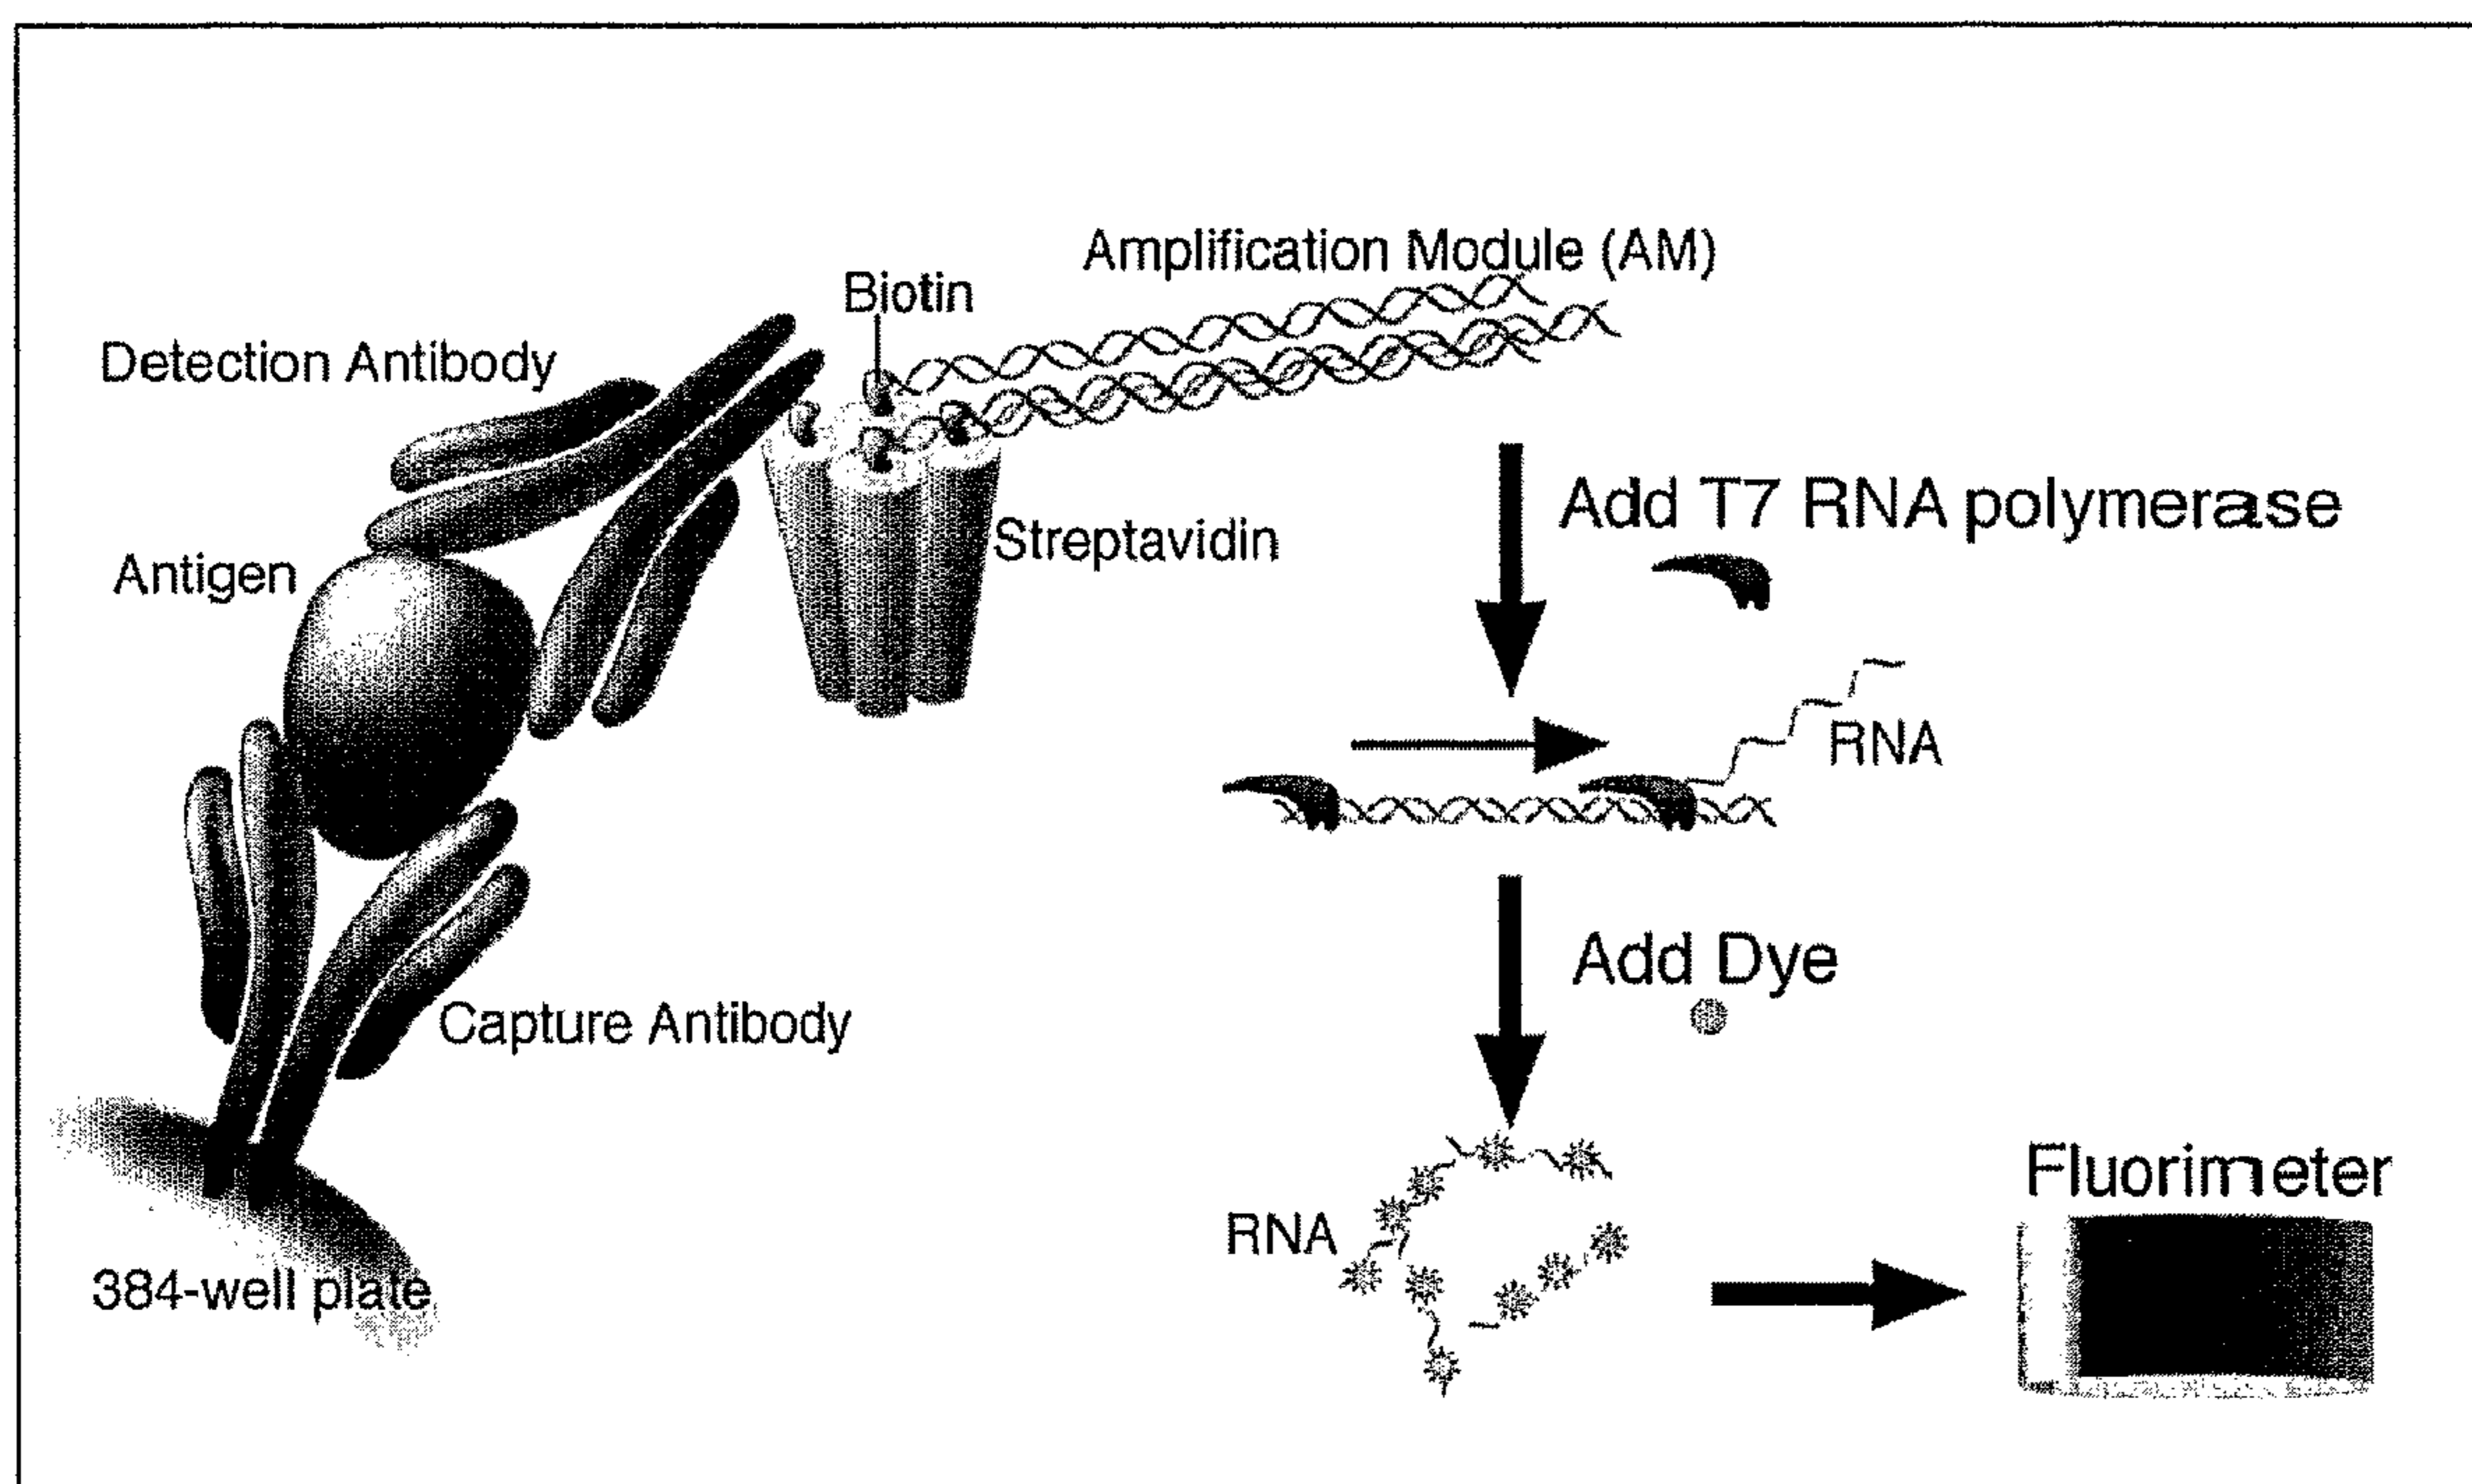 Amplification Module (AM)
Biotin
Detection Antibody
Add T7 RNA polymerase
Streptavidin
Antigen
RNA
Add Dye
Capture Antibody
Fluorimeter
RNA
384-well plate